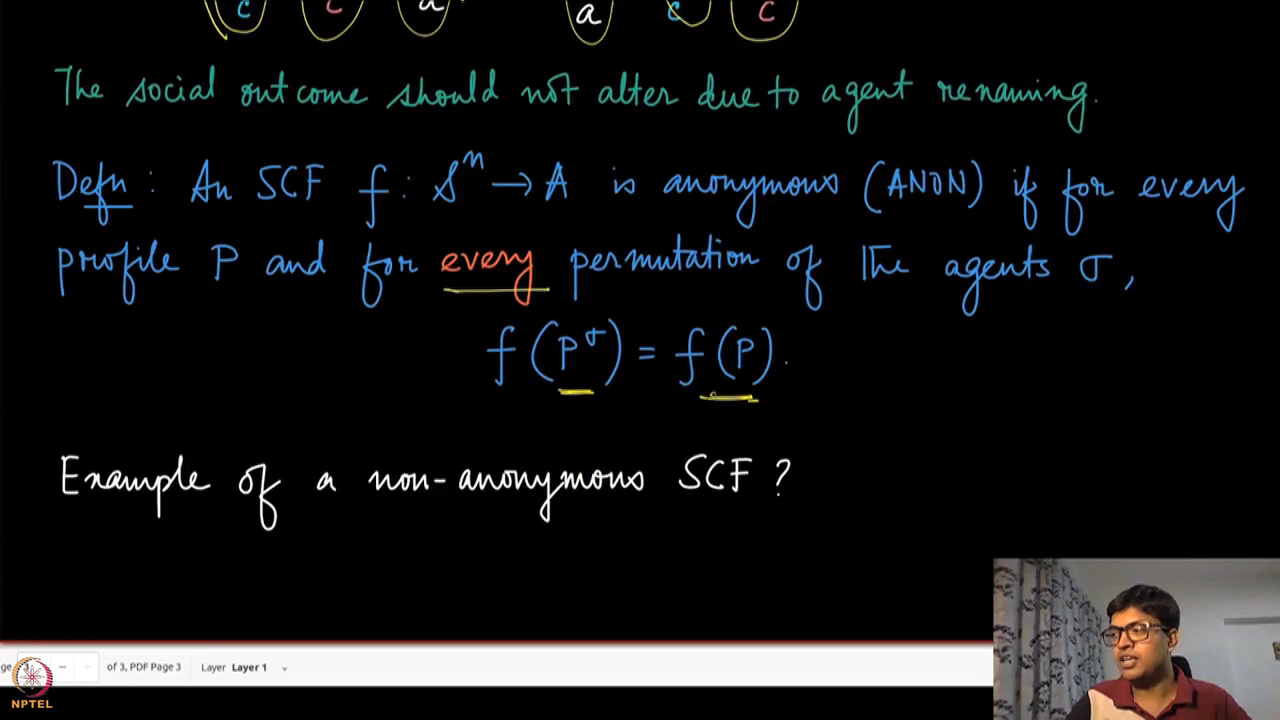 c c a a c c
The social outcome should not alter due to agent renaming.
Defn : An SCF f : S^n → A is anonymous (ANON) if for every
profile P and for every permutation of the agents σ,
f(P^σ) = f(P).
Example of a non-anonymous SCF ?
ge 3 of 3, PDF Page 3 Layer Layer 1
NPTEL